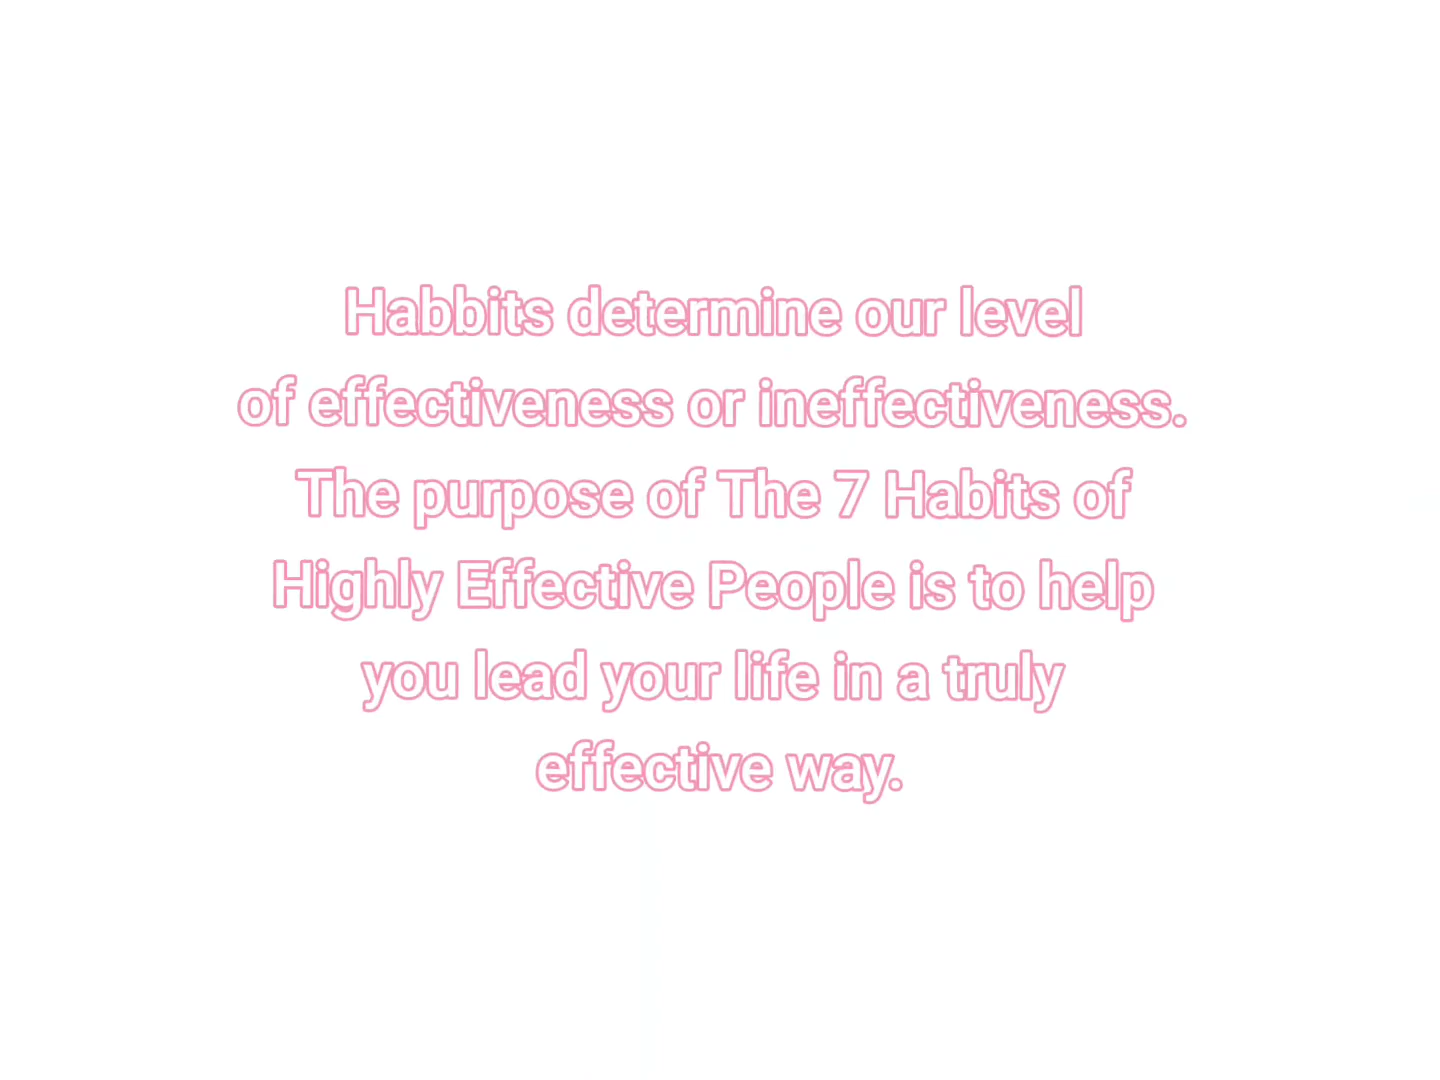 Habbits determine our level
of effectiveness or ineffectiveness.
The purpose of The 7 Habits of
Highly Effective People is to help
you lead your life in a truly
effective way.